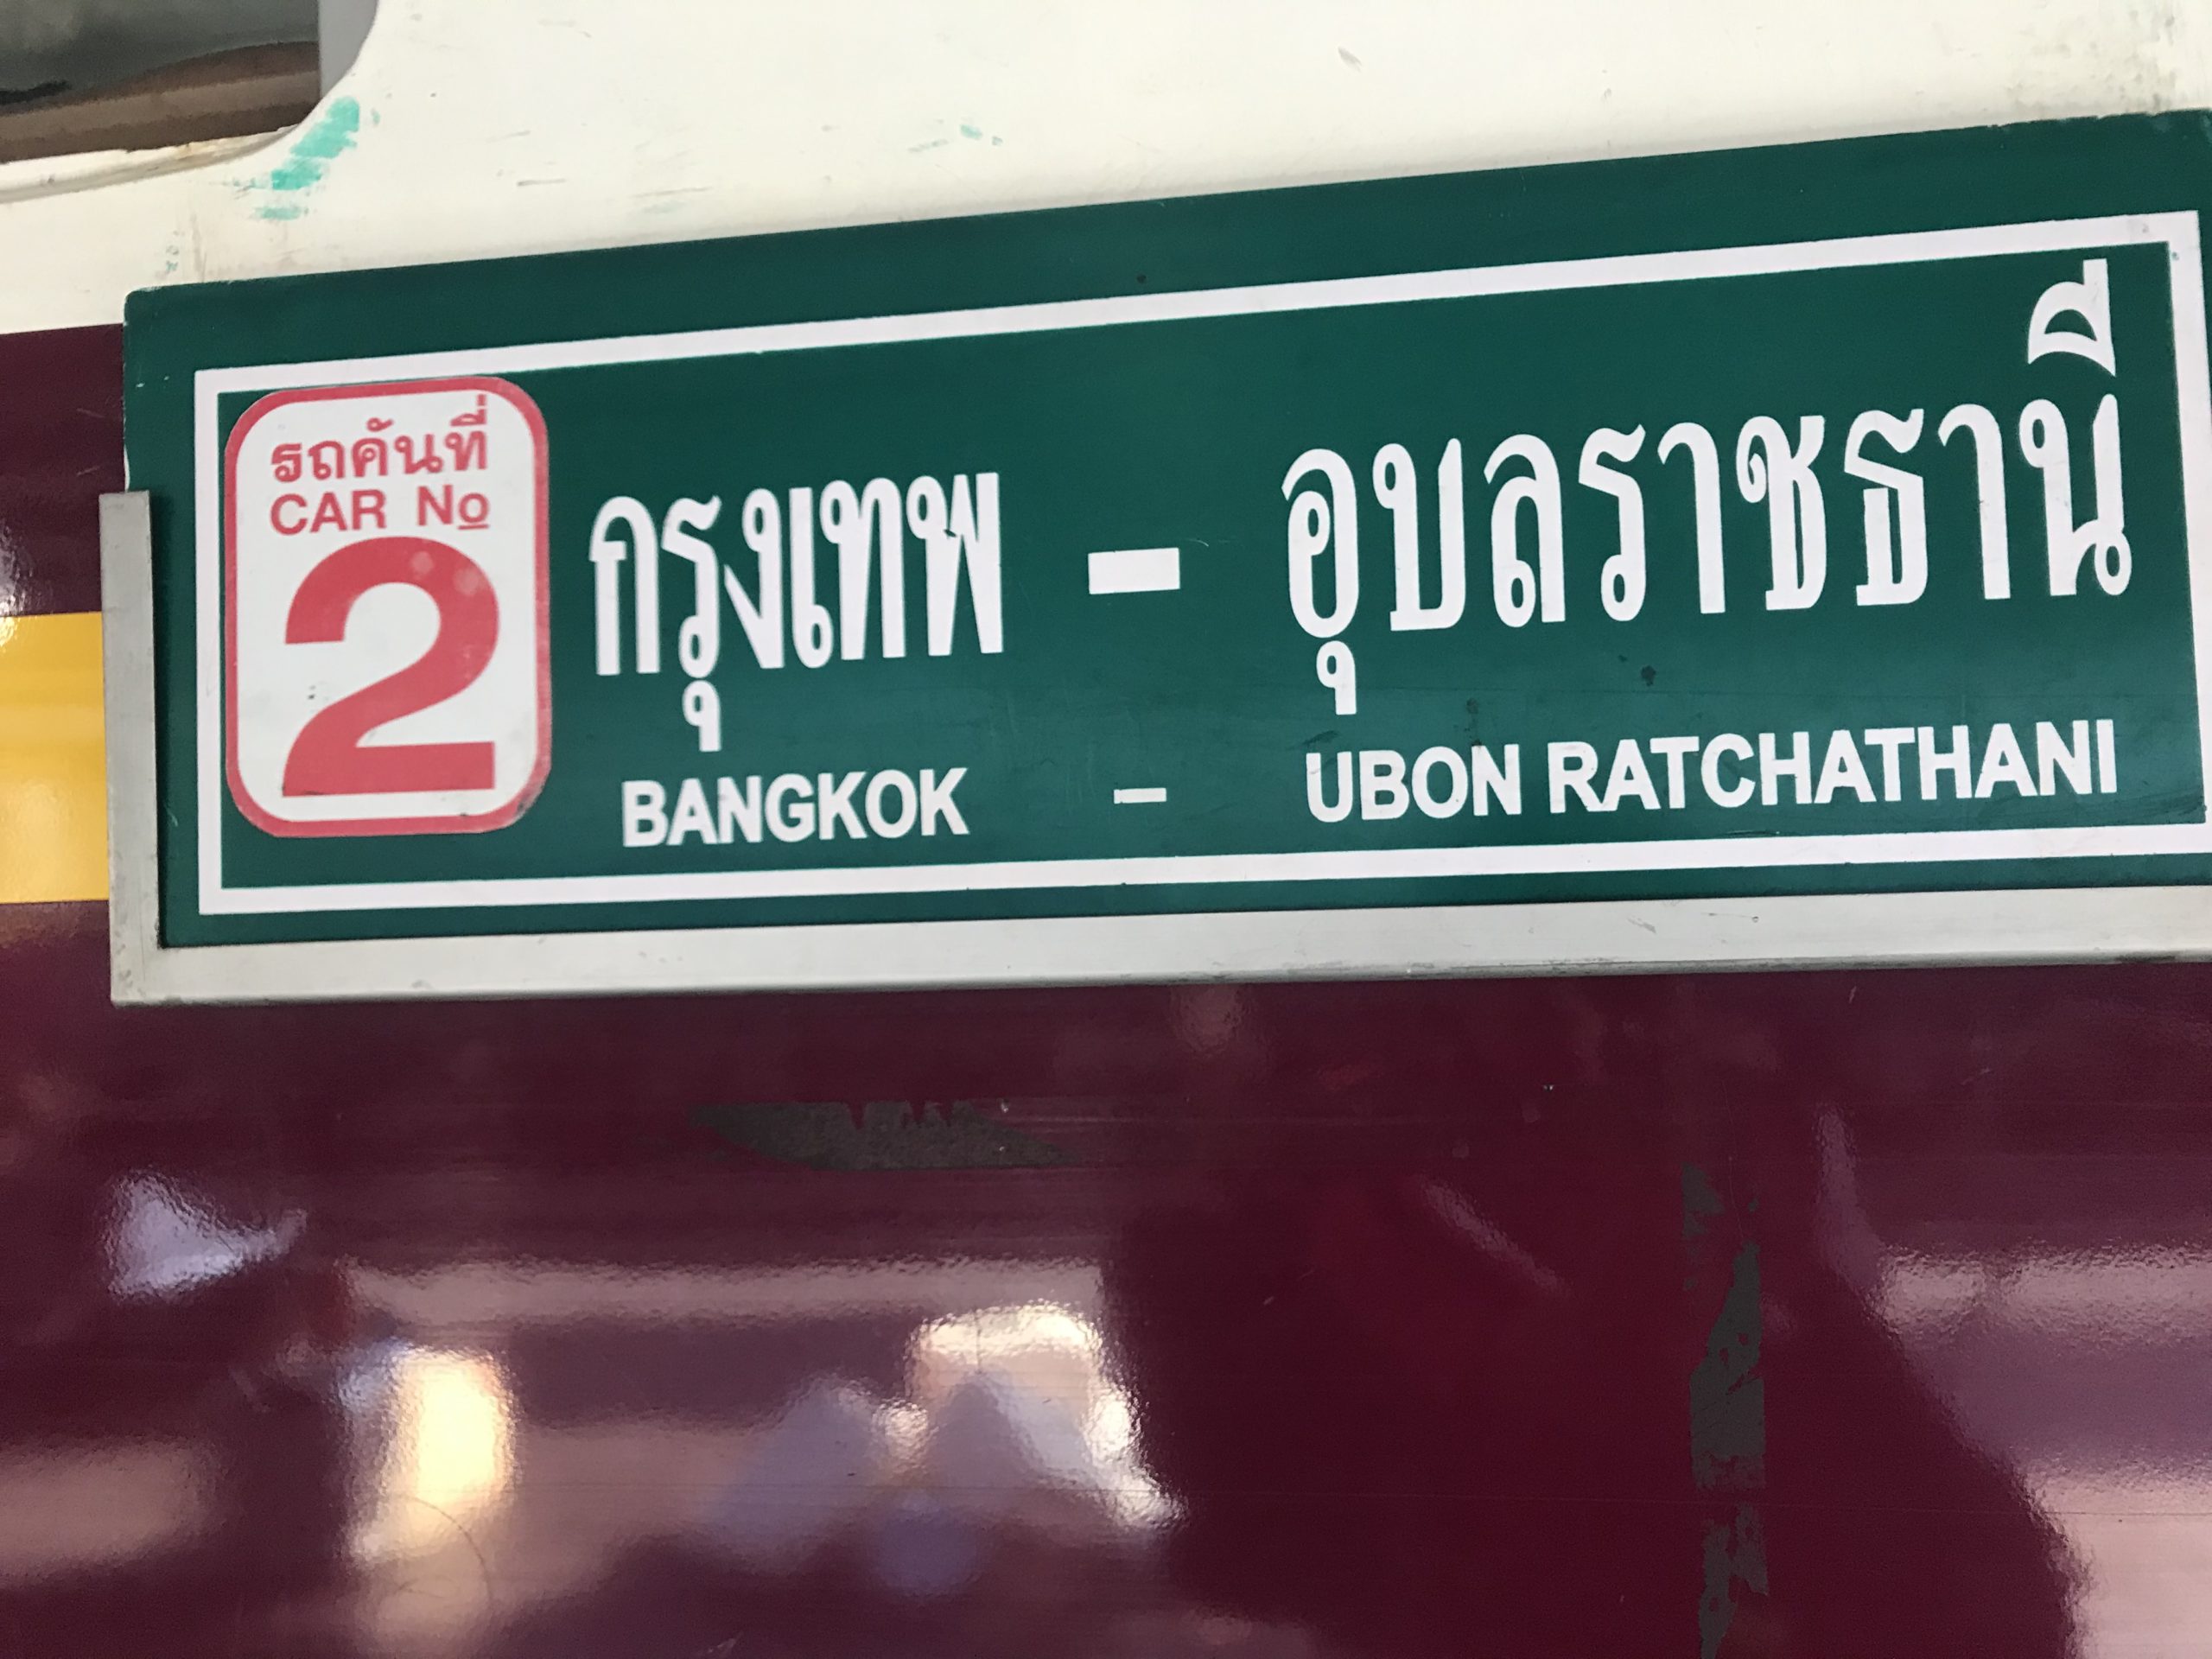 รถคันที่
CAR No
2
กรุงเทพ - อุบลราชธานี
BANGKOK - UBON RATCHATHANI